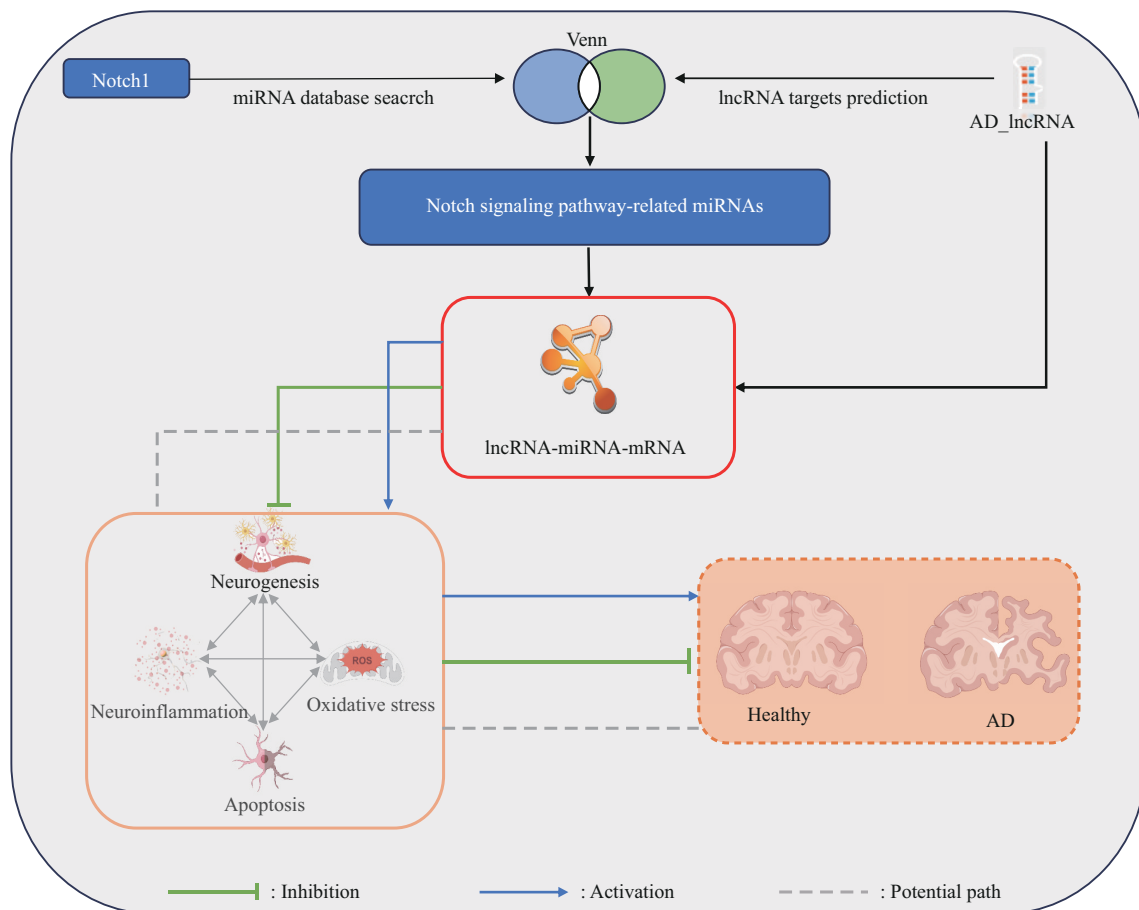 Venn
Notch1
miRNA database seacrch
lncRNA targets prediction
AD_lncRNA
Notch signaling pathway-related miRNAs
lncRNA-miRNA-mRNA
Neurogenesis
ROS
Neuroinflammation
Oxidative stress
Apoptosis
Healthy
AD
: Inhibition
: Activation
: Potential path